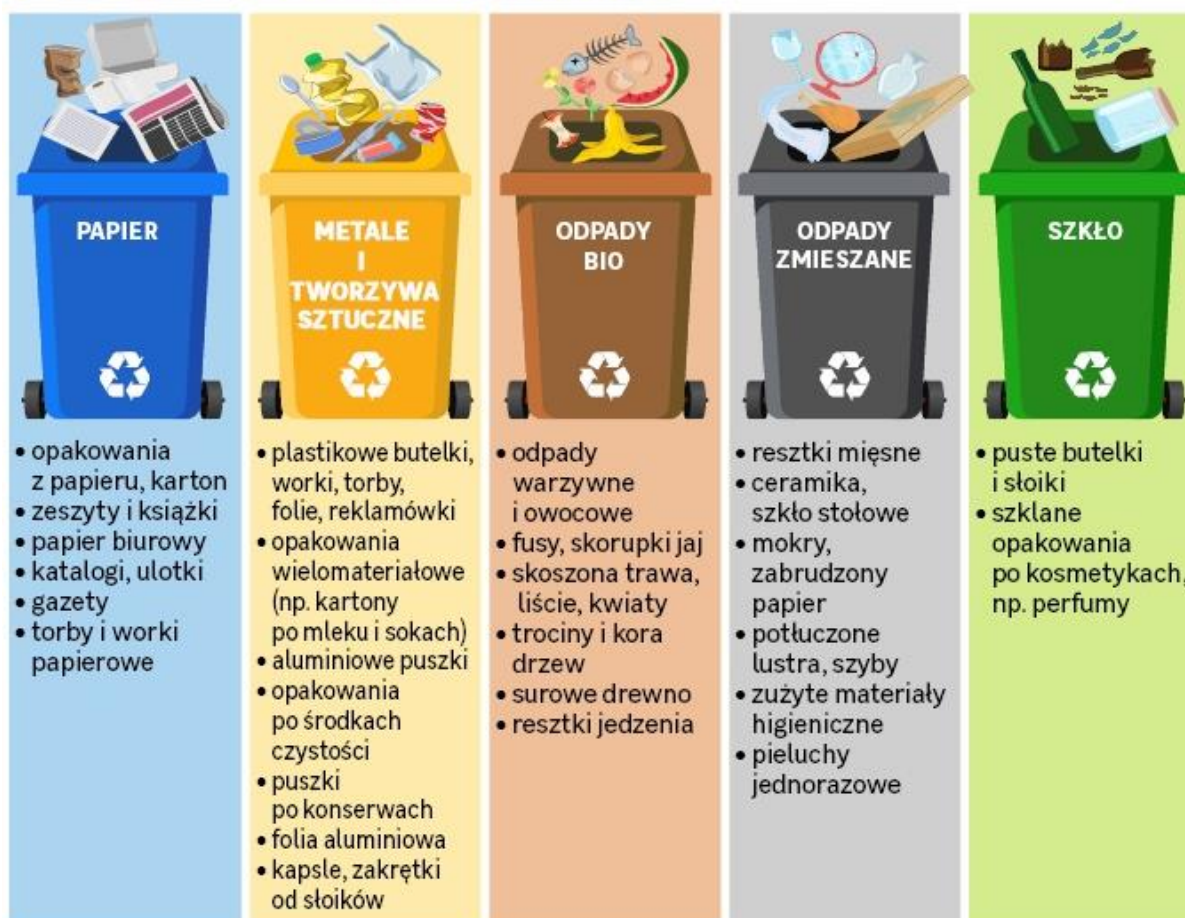 PAPIER
• opakowania
z papieru, karton
• zeszyty i książki
• papier biurowy
• katalogi, ulotki
• gazety
• torby i worki
papierowe
METALE
I
TWORZYWA
SZTUCZNE
• plastikowe butelki,
worki, torby,
folie, reklamówki
• opakowania
wielomateriałowe
(np. kartony
po mleku i sokach)
• aluminiowe puszki
• opakowania
po środkach
czystości
• puszki
po konserwach
• folia aluminiowa
• kapsle, zakrętki
od słoików
ODPADY
BIO
• odpady
warzywne
i owocowe
• fusy, skorupki jaj
• skoszona trawa,
liście, kwiaty
• trociny i kora
drzew
• surowe drewno
• resztki jedzenia
ODPADY
ZMIESZANE
• resztki mięsne
• ceramika,
szkło stołowe
• mokry,
zabrudzony
papier
• potłuczone
lustra, szyby
• zużyte materiały
higieniczne
• pieluchy
jednorazowe
SZKŁO
• puste butelki
i słoiki
• szklane
opakowania
po kosmetykach,
np. perfumy